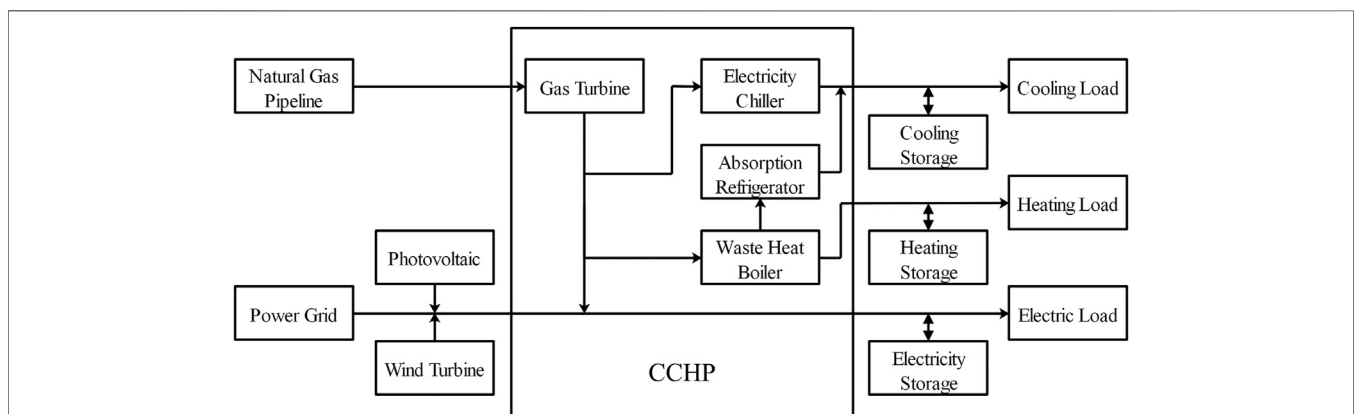 Natural Gas
Pipeline
Gas Turbine
Electricity
Chiller
Cooling Load
Cooling
Storage
Absorption
Refrigerator
Heating Load
Photovoltaic
Waste Heat
Boiler
Heating
Storage
Power Grid
Electric Load
Wind Turbine
CCHP
Electricity
Storage